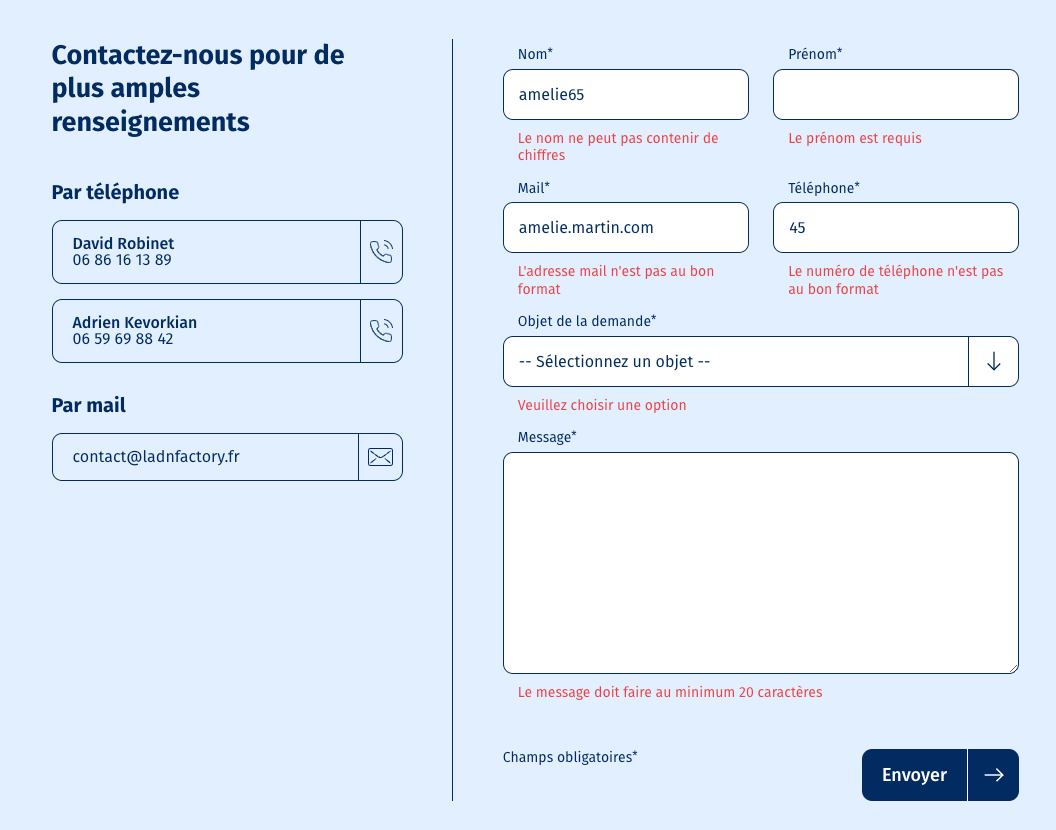 Contactez-nous pour de
plus amples
renseignements
Par téléphone
David Robinet
06 86 16 13 89
Adrien Kevorkian
06 59 69 88 42
Par mail
contact@ladnfactory.fr
Nom*
amelie65
Le nom ne peut pas contenir de
chiffres
Prénom*
Le prénom est requis
Mail*
amelie.martin.com
L'adresse mail n'est pas au bon
format
Téléphone*
45
Le numéro de téléphone n'est pas
au bon format
Objet de la demande*
-- Sélectionnez un objet --
Veuillez choisir une option
Message*
Le message doit faire au minimum 20 caractères
Champs obligatoires*
Envoyer